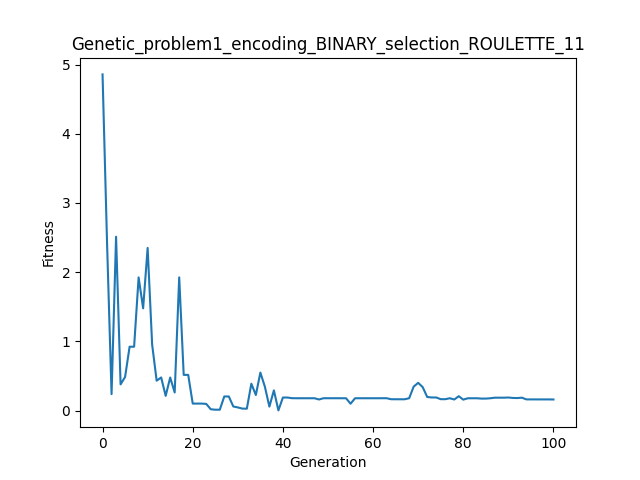 Genetic_problem1_encoding_BINARY_selection_ROULETTE_11
5
4
3
2
1
0
Fitness
0 20 40 60 80 100
Generation